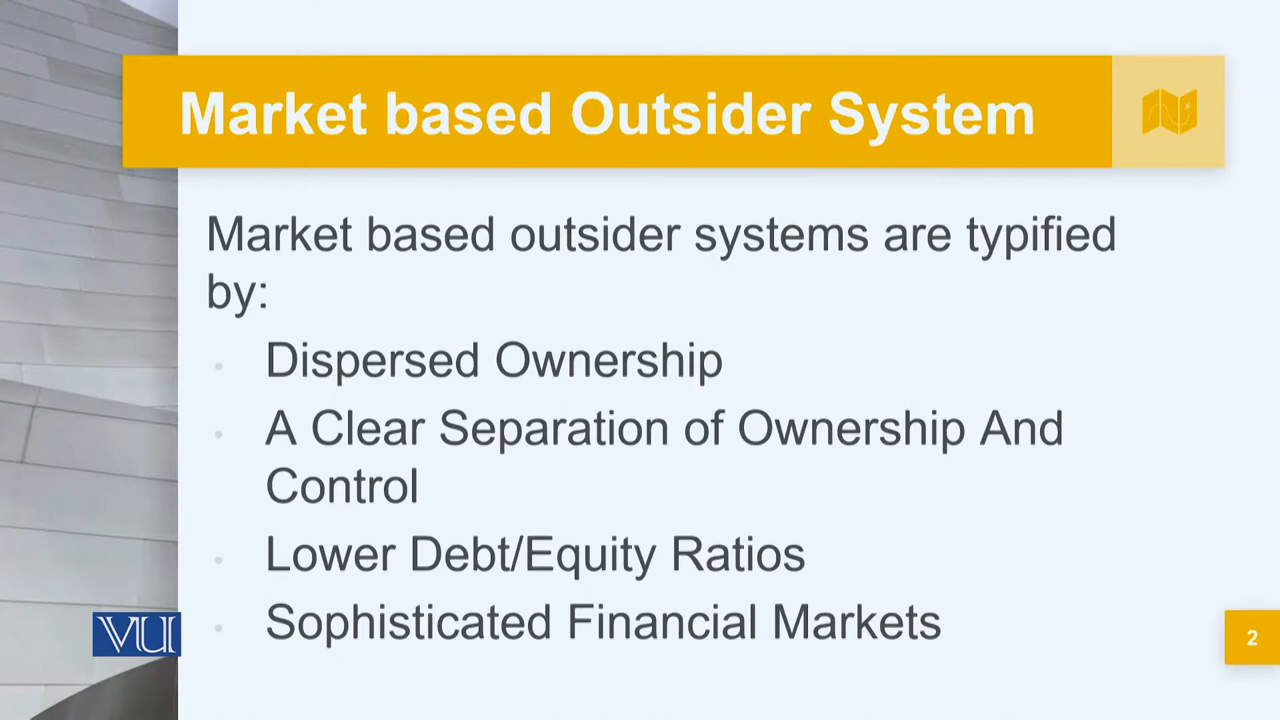 Market based Outsider System
Market based outsider systems are typified
by:
• Dispersed Ownership
• A Clear Separation of Ownership And
Control
• Lower Debt/Equity Ratios
• Sophisticated Financial Markets
VU
2